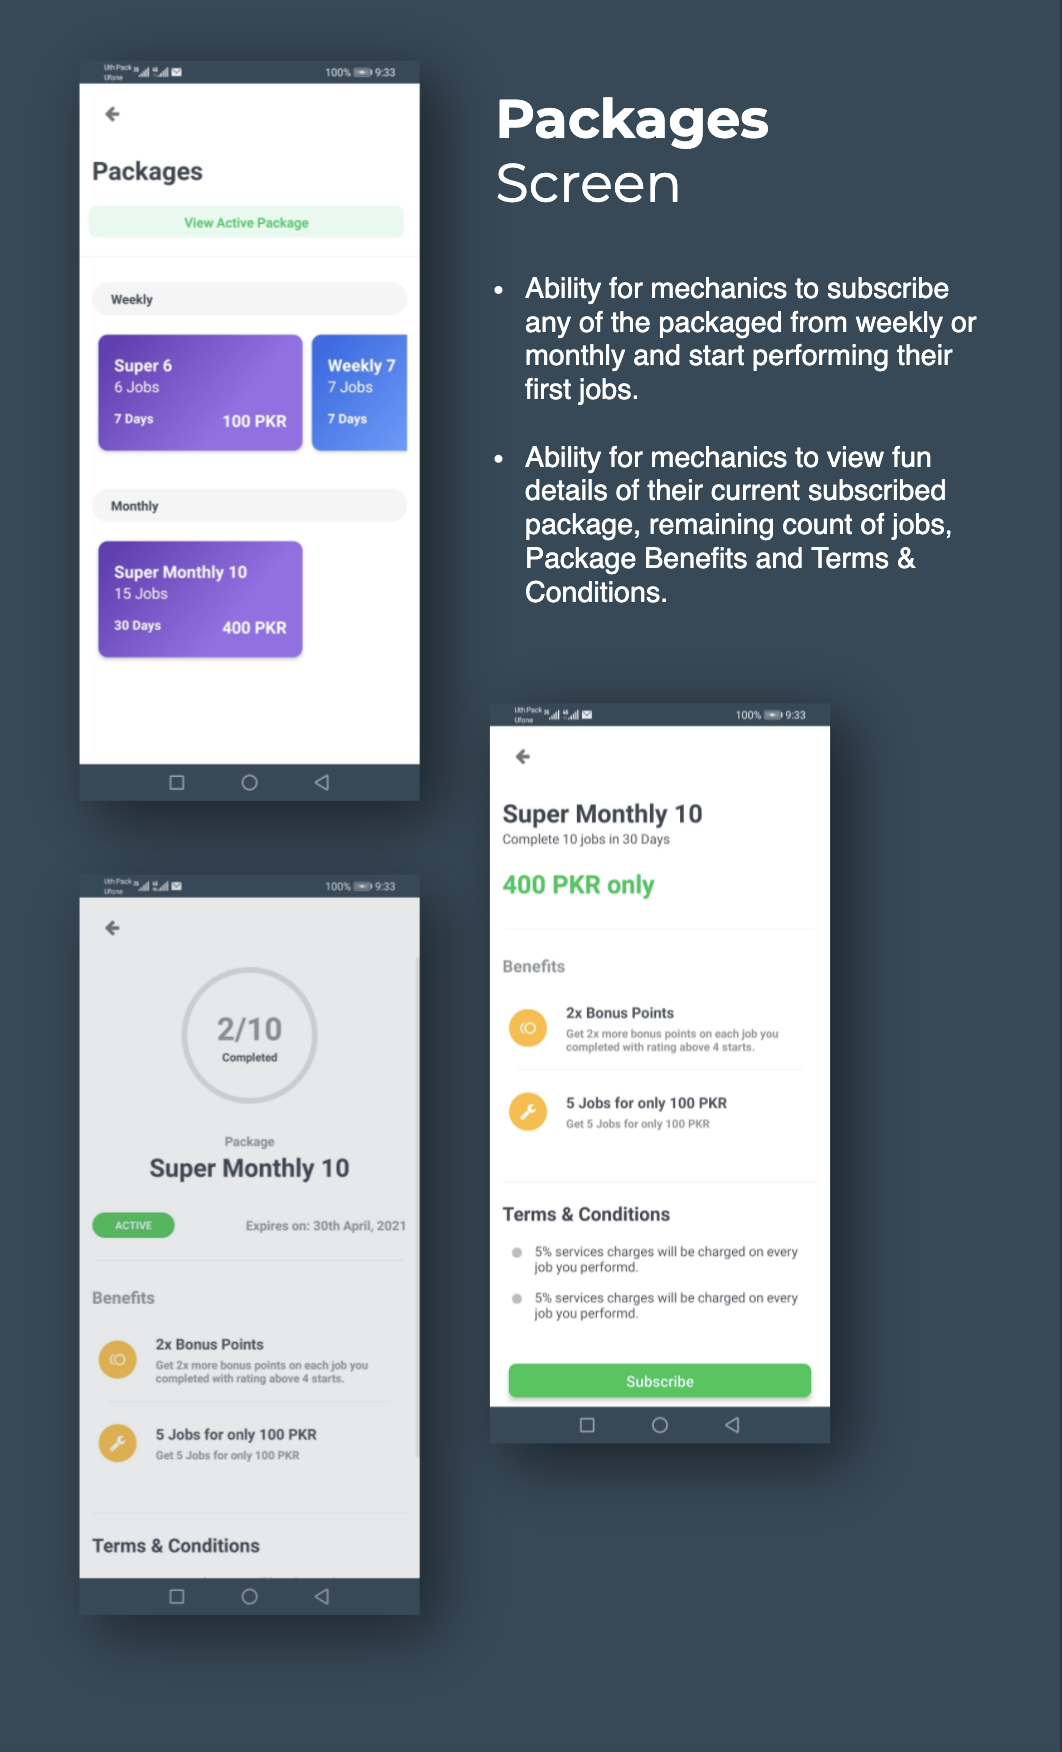 Uth Pack
Ufone
100% 9:33
Packages
View Active Package
Weekly
Super 6
6 Jobs
7 Days 100 PKR
Weekly 7
7 Jobs
7 Days
Monthly
Super Monthly 10
15 Jobs
30 Days 400 PKR
Packages
Screen
• Ability for mechanics to subscribe
any of the packaged from weekly or
monthly and start performing their
first jobs.
• Ability for mechanics to view fun
details of their current subscribed
package, remaining count of jobs,
Package Benefits and Terms &
Conditions.
Uth Pack
Ufone
100% 9:33
Super Monthly 10
Complete 10 jobs in 30 Days
400 PKR only
Benefits
2x Bonus Points
Get 2x more bonus points on each job you
completed with rating above 4 starts.
5 Jobs for only 100 PKR
Get 5 Jobs for only 100 PKR
Terms & Conditions
5% services charges will be charged on every
job you performd.
5% services charges will be charged on every
job you performd.
Subscribe
Uth Pack
Ufone
100% 9:33
2/10
Completed
Package
Super Monthly 10
ACTIVE Expires on: 30th April, 2021
Benefits
2x Bonus Points
Get 2x more bonus points on each job you
completed with rating above 4 starts.
5 Jobs for only 100 PKR
Get 5 Jobs for only 100 PKR
Terms & Conditions